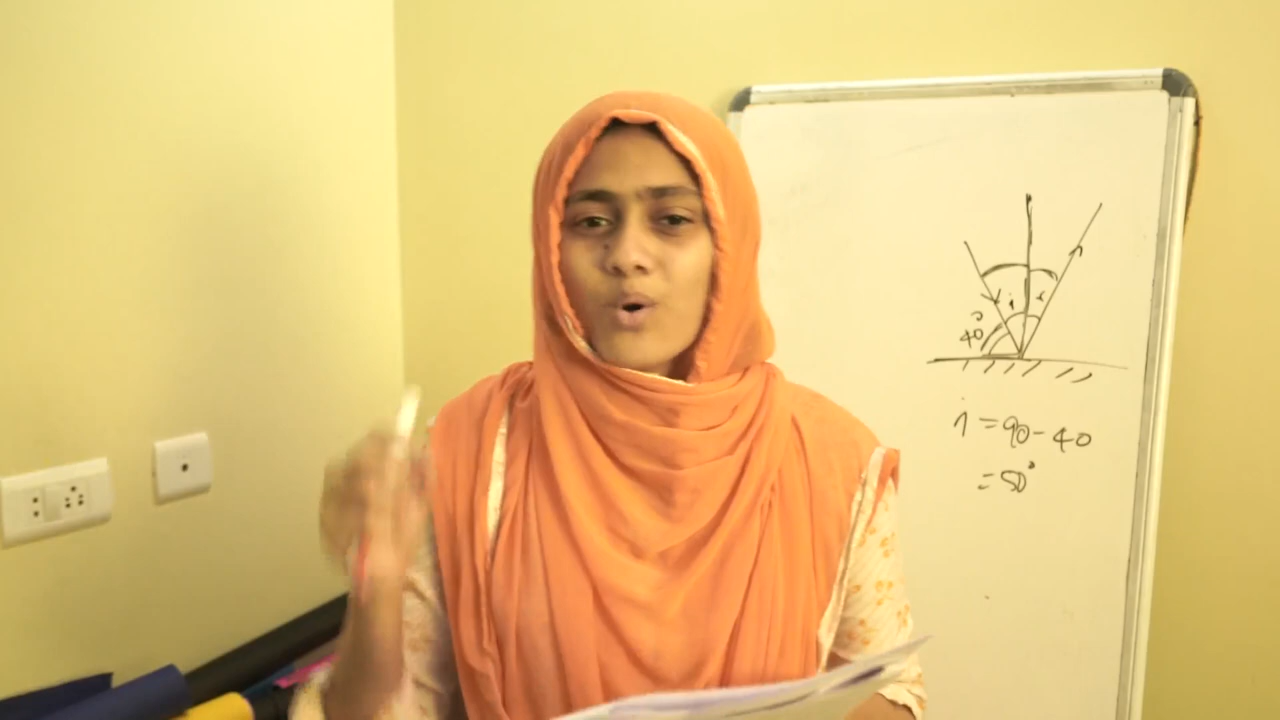 i r
40°
i = 90 - 40
= 50°